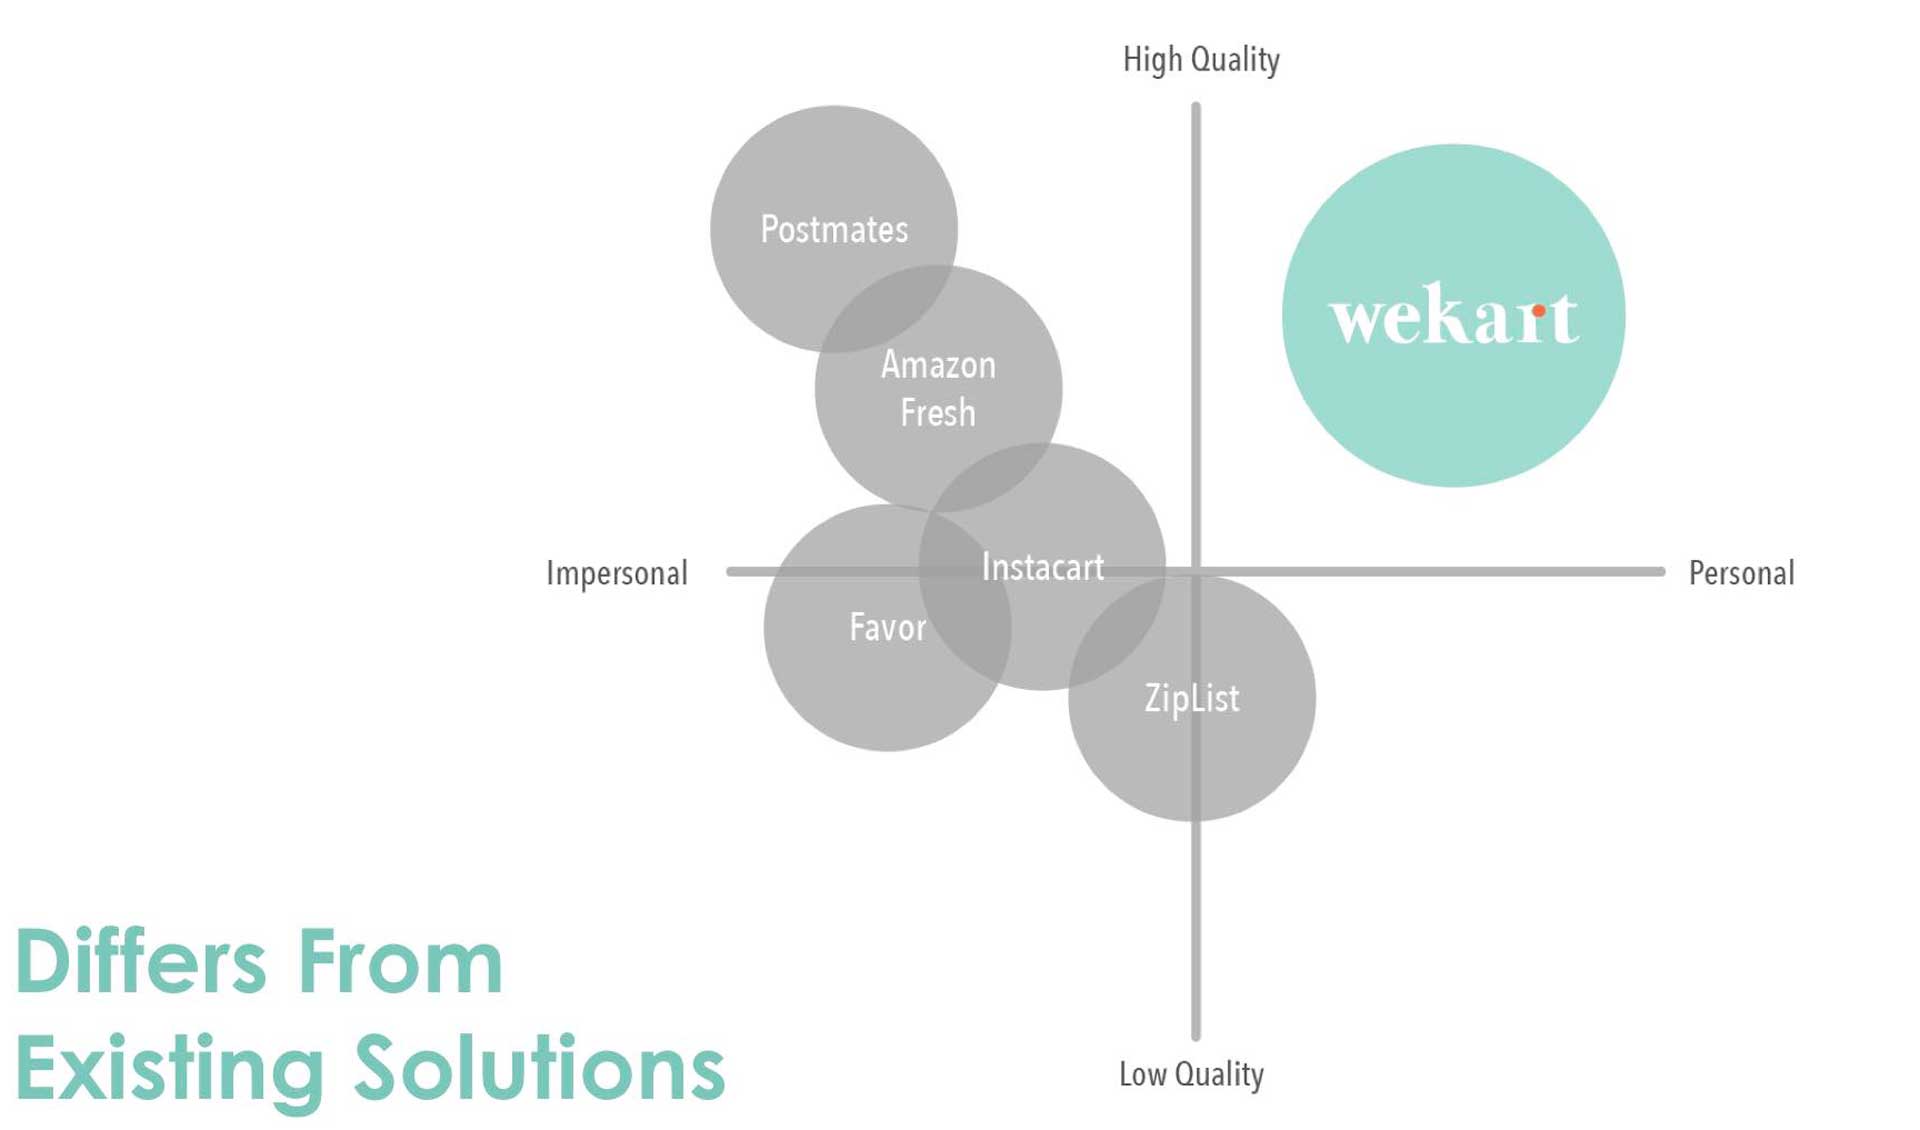 High Quality
Postmates
wekart
Amazon
Fresh
Impersonal
Instacart
Personal
Favor
ZipList
Differs From
Existing Solutions
Low Quality